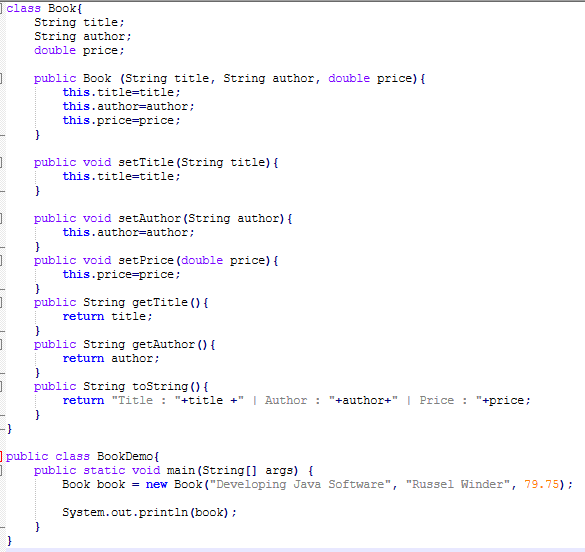 class Book{
    String title;
    String author;
    double price;

    public Book (String title, String author, double price){
        this.title=title;
        this.author=author;
        this.price=price;
    }

    public void setTitle(String title){
        this.title=title;
    }

    public void setAuthor(String author){
        this.author=author;
    }
    public void setPrice(double price){
        this.price=price;
    }
    public String getTitle(){
        return title;
    }
    public String getAuthor(){
        return author;
    }
    public String toString(){
        return "Title : "+title +" | Author : "+author+" | Price : "+price;
    }
}

public class BookDemo{
    public static void main(String[] args) {
        Book book = new Book("Developing Java Software", "Russel Winder", 79.75);

        System.out.println(book);
    }
}